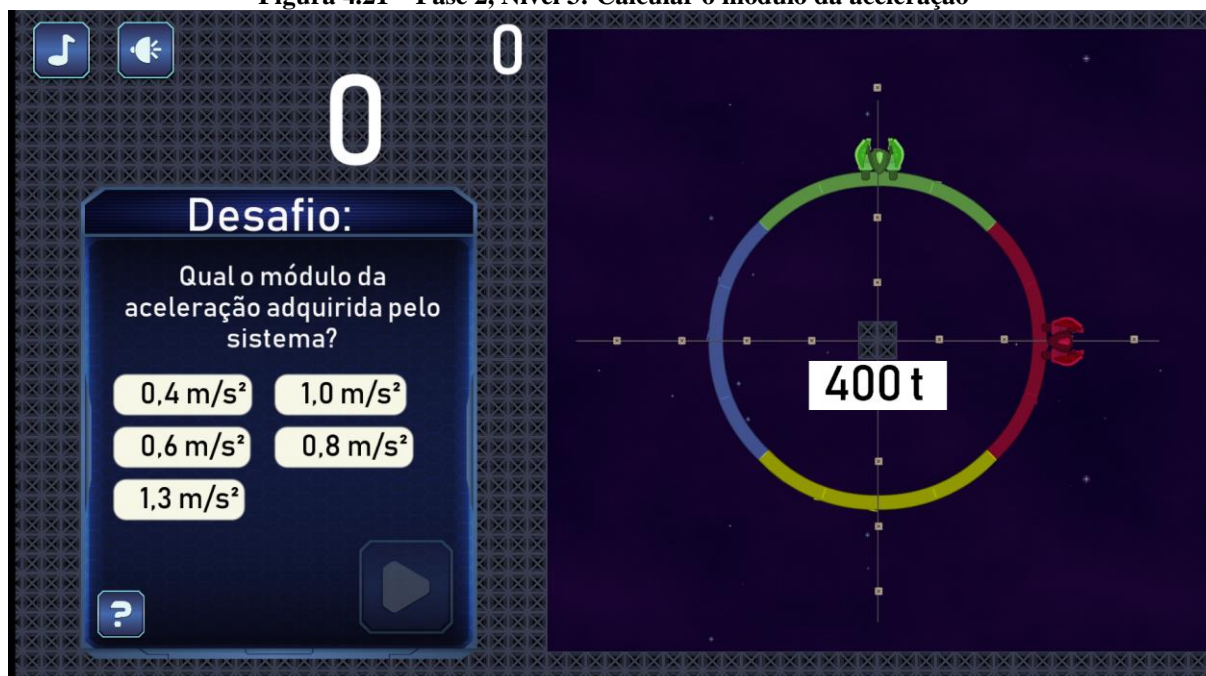 Figura 4.21 – Fase 2, Nível 3: Calcular o módulo da aceleração
0
0
Desafio:
Qual o módulo da
aceleração adquirida pelo
sistema?
0,4 m/s² 1,0 m/s²
0,6 m/s² 0,8 m/s²
1,3 m/s²
?
400 t